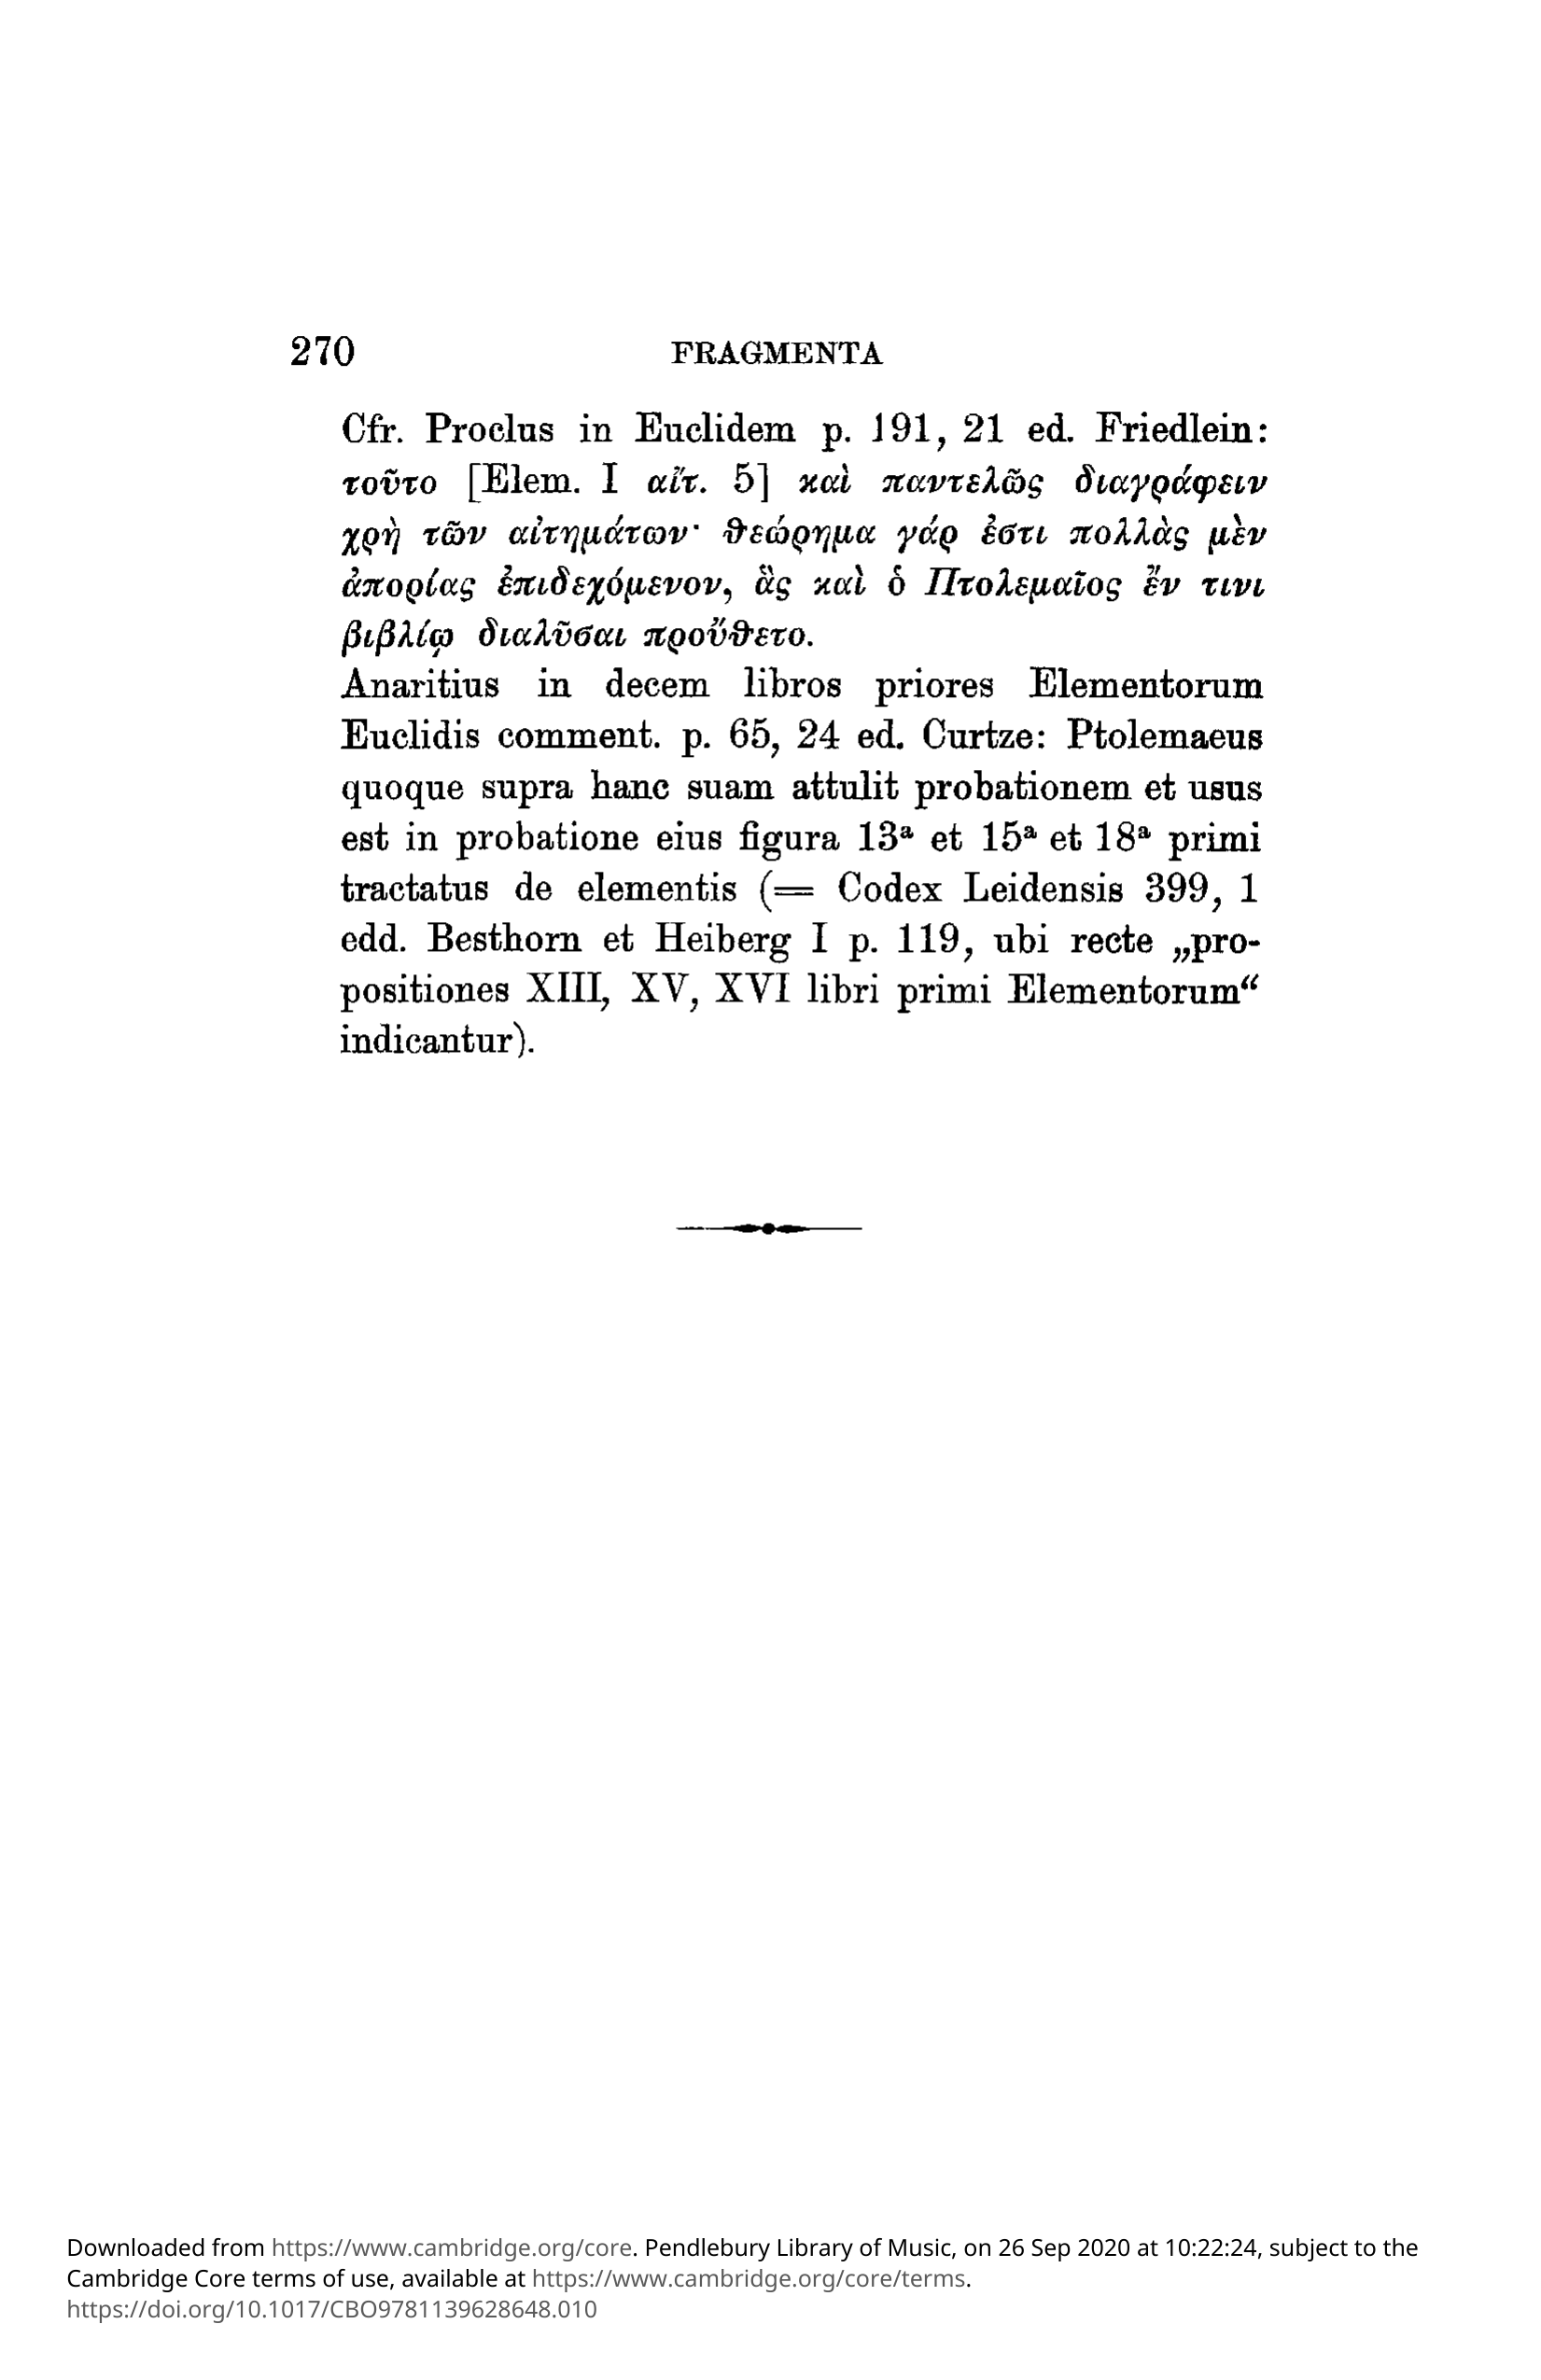 270 FRAGMENTA
Cfr. Proclus in Euclidem p. 191, 21 ed. Friedlein:
τοῦτο [Elem. I αἴτ. 5] καὶ παντελῶς διαγράφειν
χρὴ τῶν αἰτημάτων· θεώρημα γάρ ἐστι πολλὰς μὲν
ἀπορίας ἐπιδεχόμενον, ἃς καὶ ὁ Πτολεμαῖος ἔν τινι
βιβλίῳ διαλῦσαι προὔθετο.
Anaritius in decem libros priores Elementorum
Euclidis comment. p. 65, 24 ed. Curtze: Ptolemaeus
quoque supra hanc suam attulit probationem et usus
est in probatione eius figura 13ª et 15ª et 18ª primi
tractatus de elementis (= Codex Leidensis 399, 1
edd. Besthorn et Heiberg I p. 119, ubi recte „pro-
positiones XIII, XV, XVI libri primi Elementorum“
indicantur).
Downloaded from https://www.cambridge.org/core. Pendlebury Library of Music, on 26 Sep 2020 at 10:22:24, subject to the
Cambridge Core terms of use, available at https://www.cambridge.org/core/terms.
https://doi.org/10.1017/CBO9781139628648.010